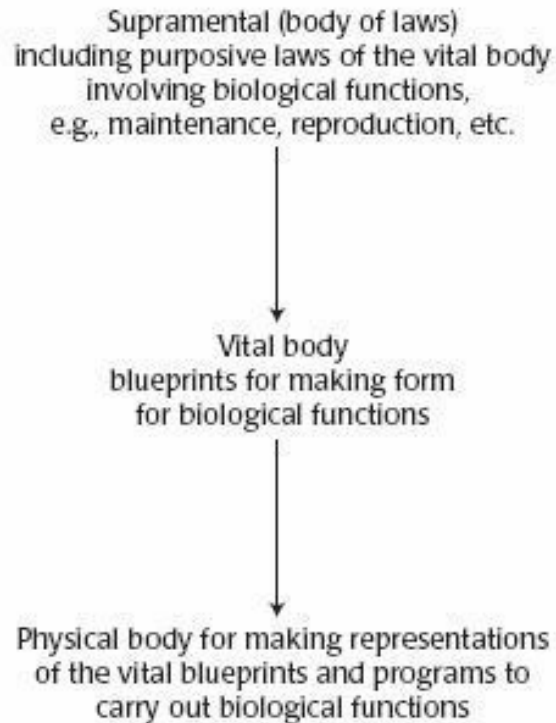 Supramental (body of laws)
including purposive laws of the vital body
involving biological functions,
e.g., maintenance, reproduction, etc.
Vital body
blueprints for making form
for biological functions
Physical body for making representations
of the vital blueprints and programs to
carry out biological functions